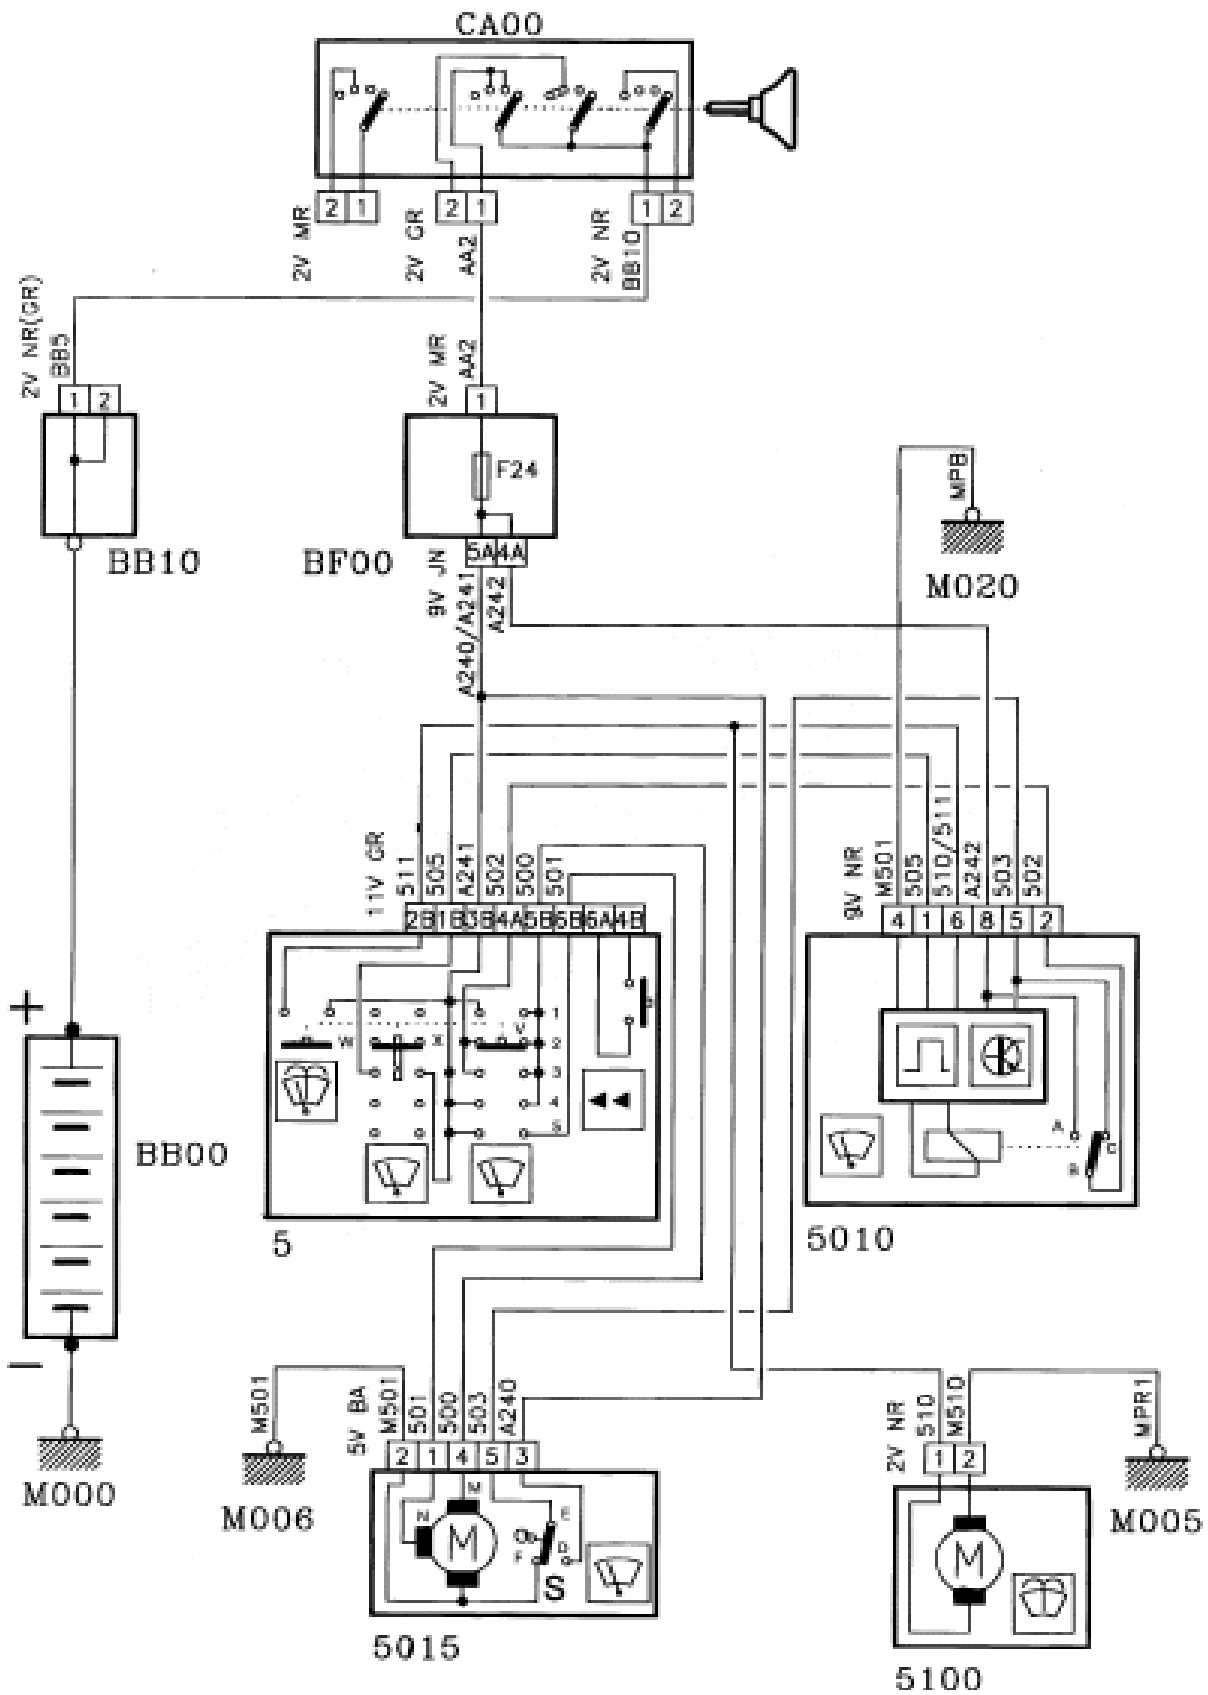 CA00
2 1
2 1
1 2
2V MR
2V GR
AA2
2V NR
BB10
2V NR(GR)
BB5
2V MR
AA2
1 2
1
F24
BB10
BF00
5A 4A
9V JN
A240/A241
A242
MPB
M020
11V GR
511
505
A241
502
500
501
9V NR
M501
505
510/511
A242
503
502
2B 1B 3B 4A 5B 6B 6A 4B
4 1 6 8 5 2
+
W X V
1
2
3
4
5
A
B
C
BB00
5
5010
−
M501
5V BA
M501
501
500
503
A240
2V NR
510
M510
MPR1
M000
M006
2 1 4 5 3
1 2
M005
M
N
E
M
F
D
S
M
5015
5100